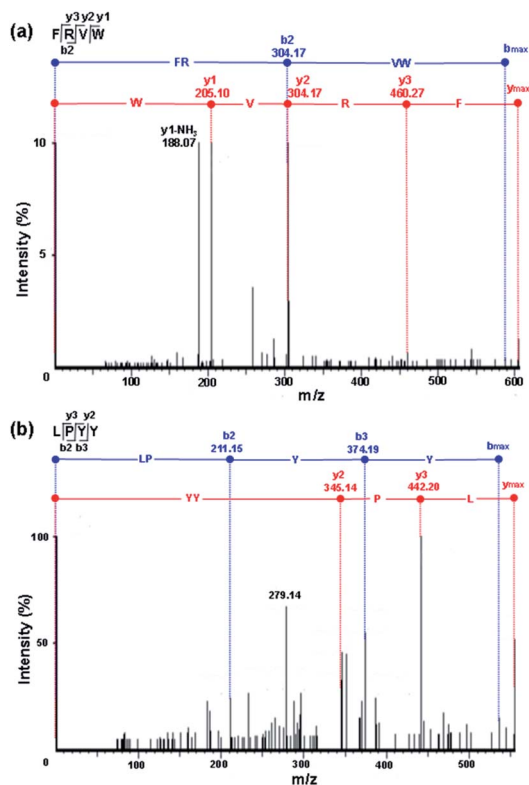 (a)
y3 y2 y1
F R V W
b2
b2
304.17
bmax
FR
VW
y1
205.10
y2
304.17
y3
460.27
ymax
W
V
R
F
y1-NH3
188.07
10
5
0
Intensity (%)
100
200
300
400
500
600
m/z
(b)
y3 y2
L P Y Y
b2 b3
b2
211.15
b3
374.19
bmax
LP
Y
Y
y2
345.14
y3
442.20
ymax
YY
P
L
279.14
100
50
0
Intensity (%)
100
200
300
400
500
m/z